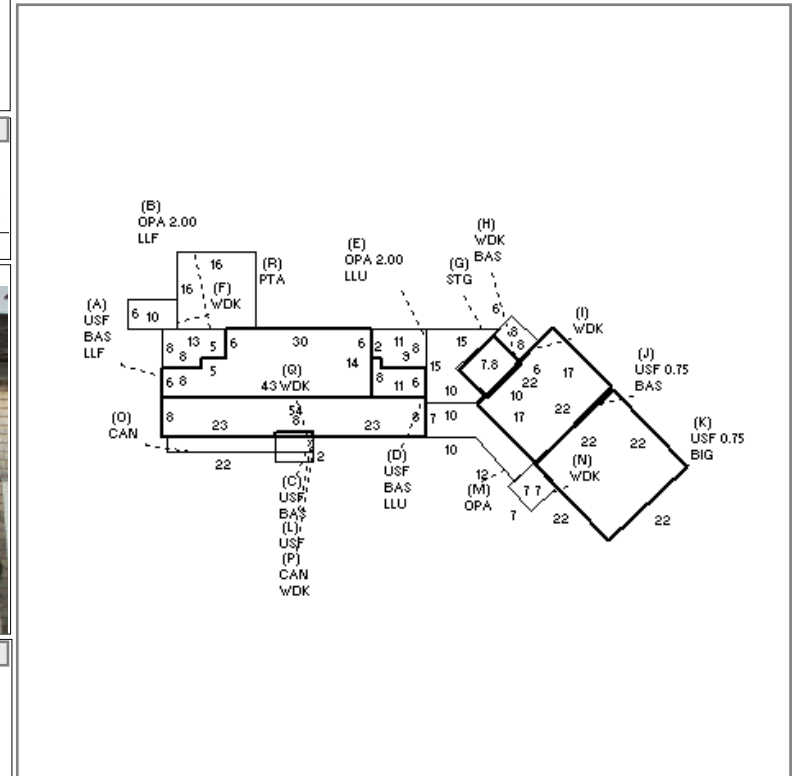 (B)
OPA 2.00
LLF
(H)
WDK
BAS
(E)
OPA 2.00
LLU
(G)
STG
(R)
PTA
16
16
(F)
WDK
(A)
USF
BAS
LLF
6 10
6
8
8
(I)
WDK
8 13 5 6
8
5
30
6
14
2 11 8
9
8 11 6
15
15
10
7.8
6 17
22
10
17
22
(J)
USF 0.75
BAS
6 8
(Q)
43 WDK
(O)
CAN
8
23
54
8
23
8
7 10
10
22
22
(K)
USF 0.75
BIG
22
2
(C)
USF
BAS
(L)
USF
(P)
CAN
WDK
(D)
USF
BAS
LLU
12
(M)
OPA
7 7
7
(N)
WDK
22
22